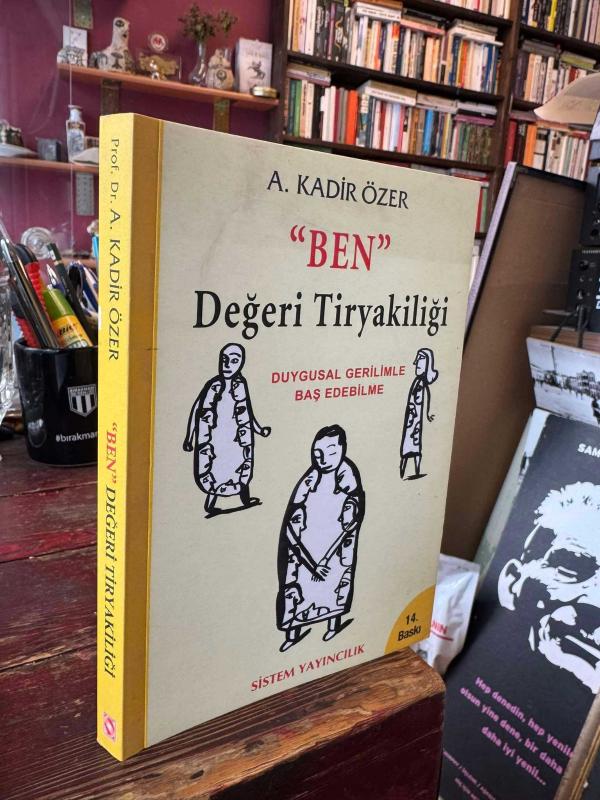 A. KADİR ÖZER
“BEN”
Değeri Tiryakiliği
DUYGUSAL GERİLİMLE
BAŞ EDEBİLME
14.
Baskı
SİSTEM YAYINCILIK
Prof. Dr. A. KADİR ÖZER
“BEN” DEĞERİ TİRYAKİLİĞİ
#bırakmam
SAM
Hep denedin, hep yenil
olsun yine dene, bir daha
daha iyi yenil...